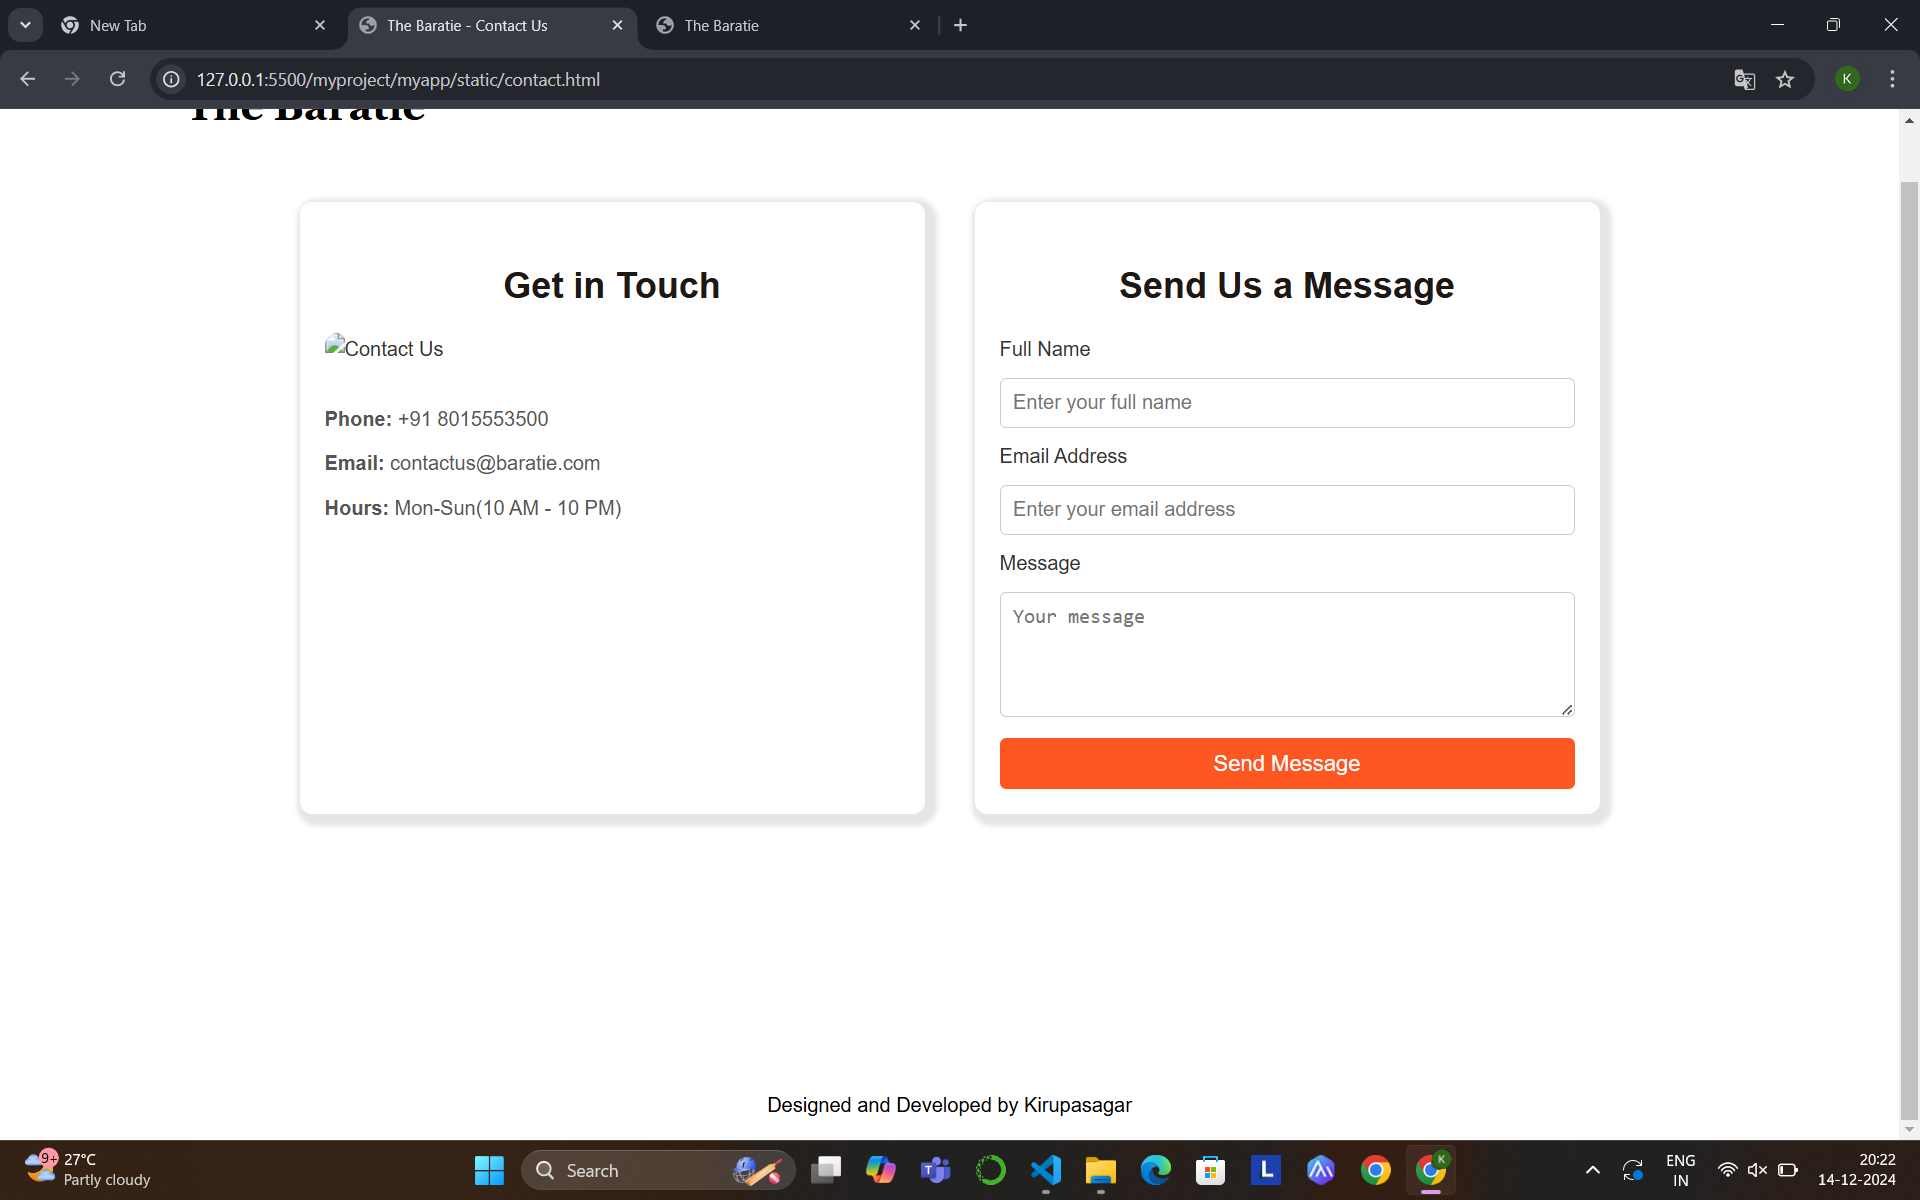 New Tab
The Baratie - Contact Us
The Baratie
127.0.0.1:5500/myproject/myapp/static/contact.html
K
The Baratie
Get in Touch
Contact Us
Phone: +91 8015553500
Email: contactus@baratie.com
Hours: Mon-Sun(10 AM - 10 PM)
Send Us a Message
Full Name
Enter your full name
Email Address
Enter your email address
Message
Your message
Send Message
Designed and Developed by Kirupasagar
9+
27°C
Partly cloudy
Search
L
K
ENG
IN
20:22
14-12-2024